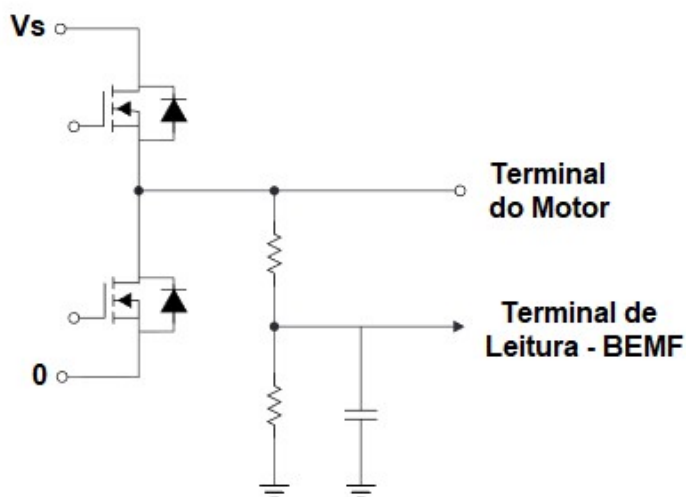 Vs
Terminal
do Motor
Terminal de
Leitura - BEMF
0